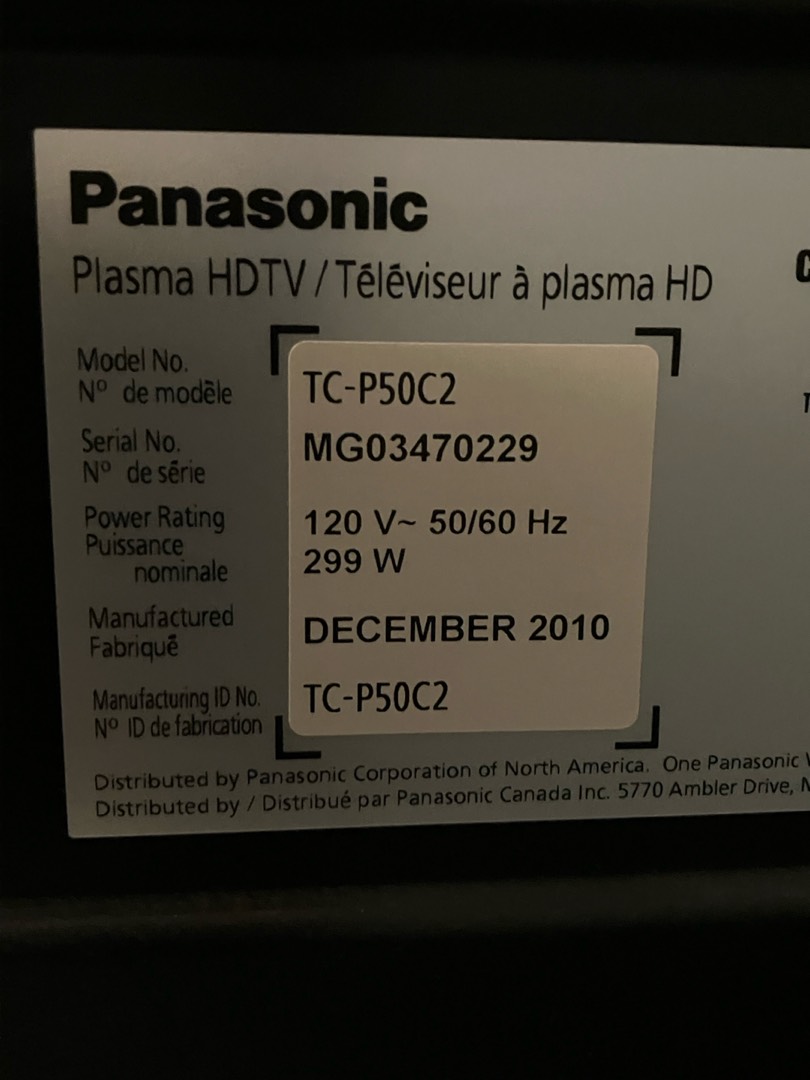 Panasonic
Plasma HDTV / Téléviseur à plasma HD
Model No.
Nº de modèle
TC-P50C2
Serial No.
Nº de série
MG03470229
Power Rating
Puissance
nominale
120 V~ 50/60 Hz
299 W
Manufactured
Fabriqué
DECEMBER 2010
Manufacturing ID No.
Nº ID de fabrication
TC-P50C2
Distributed by Panasonic Corporation of North America. One Panasonic
Distributed by / Distribué par Panasonic Canada Inc. 5770 Ambler Drive,